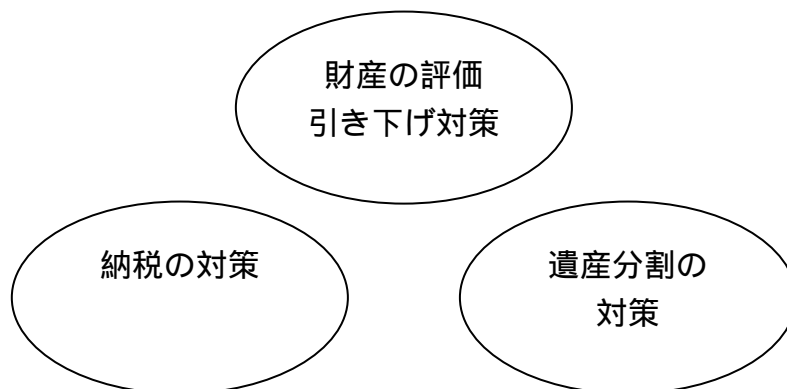 財産の評価
引き下げ対策
納税の対策
遺産分割の
対策